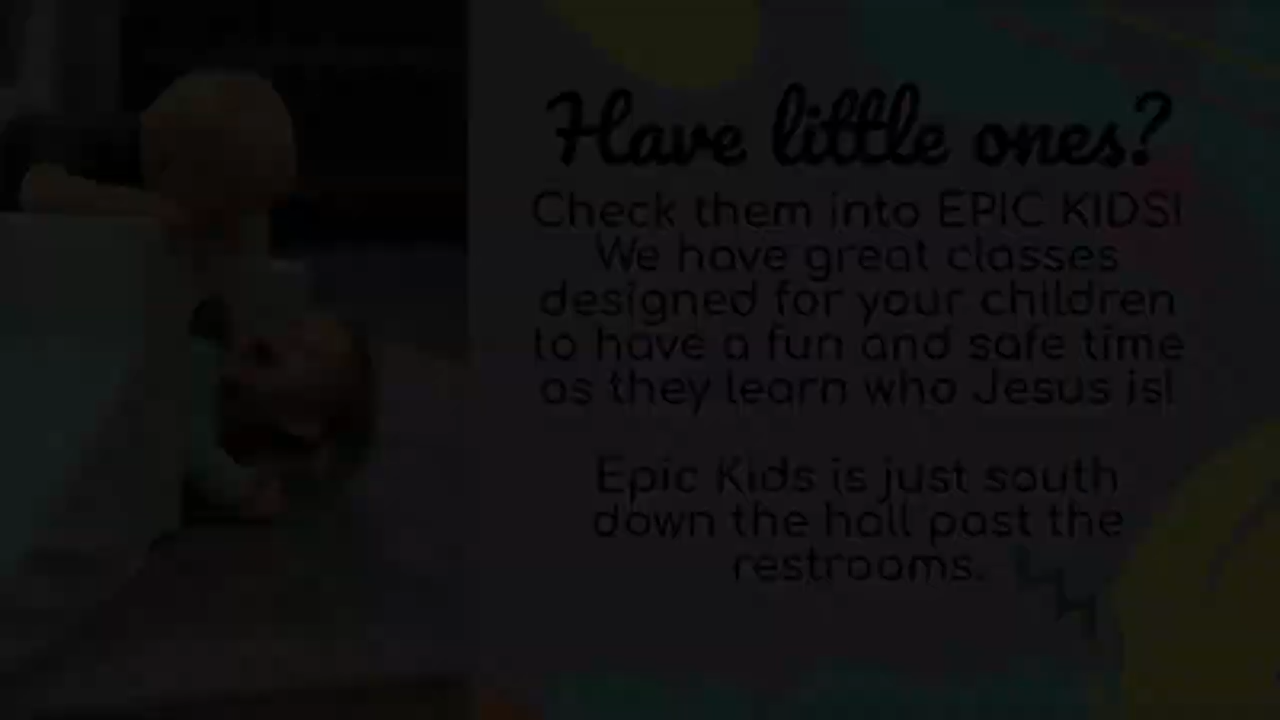 Have little ones?
Check them into EPIC KIDS!
We have great classes
designed for your children
to have a fun and safe time
as they learn who Jesus is!
Epic Kids is just south
down the hall past the
restrooms.